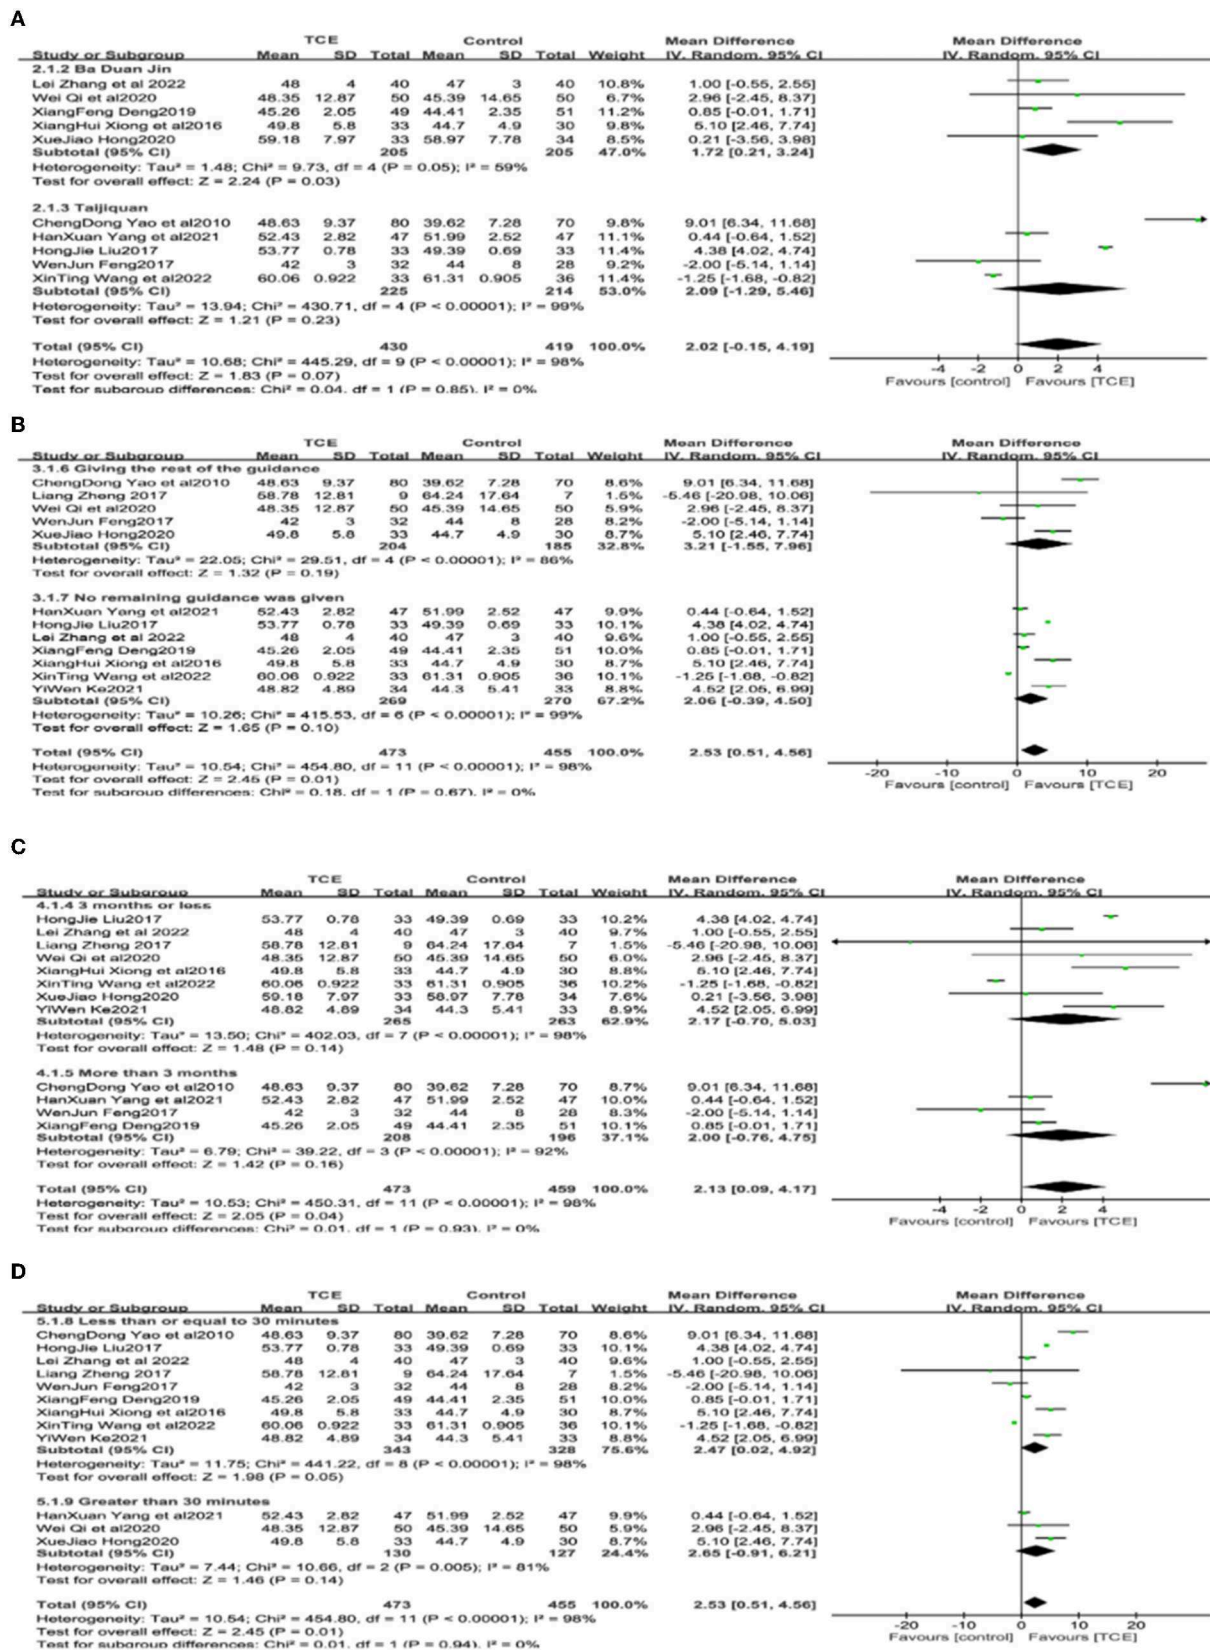 A
TCE Control Mean Difference Mean Difference
Study or Subgroup Mean SD Total Mean SD Total Weight IV. Random. 95% CI IV. Random. 95% CI
2.1.2 Ba Duan Jin
Lei Zhang et al 2022 48 4 40 47 3 40 10.8% 1.00 [-0.55, 2.55]
Wei Qi et al2020 48.35 12.87 50 45.39 14.65 50 6.7% 2.96 [-2.45, 8.37]
XiangFeng Deng2019 45.26 2.05 49 44.41 2.35 51 11.2% 0.85 [-0.01, 1.71]
XiangHui Xiong et al2016 49.8 5.8 33 44.7 4.9 30 9.8% 5.10 [2.46, 7.74]
XueJiao Hong2020 59.18 7.97 33 58.97 7.78 34 8.5% 0.21 [-3.56, 3.98]
Subtotal (95% CI) 205 205 47.0% 1.72 [0.21, 3.24]
Heterogeneity: Tau² = 1.48; Chi² = 9.73, df = 4 (P = 0.05); I² = 59%
Test for overall effect: Z = 2.24 (P = 0.03)
2.1.3 Taijiquan
ChengDong Yao et al2010 48.63 9.37 80 39.62 7.28 70 9.8% 9.01 [6.34, 11.68]
HanXuan Yang et al2021 52.43 2.82 47 51.99 2.52 47 11.1% 0.44 [-0.64, 1.52]
HongJie Liu2017 53.77 0.78 33 49.39 0.69 33 11.5% 4.38 [4.02, 4.74]
WenJun Feng2017 42 3 32 44 8 28 9.2% -2.00 [-5.14, 1.14]
XinTing Wang et al2022 60.06 0.922 33 61.31 0.905 36 11.4% -1.25 [-1.68, -0.82]
Subtotal (95% CI) 225 214 53.0% 2.09 [-1.29, 5.46]
Heterogeneity: Tau² = 13.94; Chi² = 430.71, df = 4 (P < 0.00001); I² = 99%
Test for overall effect: Z = 1.21 (P = 0.23)
Total (95% CI) 430 419 100.0% 2.02 [-0.15, 4.19]
Heterogeneity: Tau² = 10.68; Chi² = 445.29, df = 9 (P < 0.00001); I² = 98%
Test for overall effect: Z = 1.83 (P = 0.07)
Test for subgroup differences: Chi² = 0.04. df = 1 (P = 0.85). I² = 0%
-4 -2 0 2 4
Favours [control] Favours [TCE]
B
TCE Control Mean Difference Mean Difference
Study or Subgroup Mean SD Total Mean SD Total Weight IV. Random. 95% CI IV. Random. 95% CI
3.1.6 Giving the rest of the guidance
ChengDong Yao et al2010 48.63 9.37 80 39.62 7.28 70 8.6% 9.01 [6.34, 11.68]
Liang Zheng 2017 58.78 12.81 9 64.24 17.64 7 1.5% -5.46 [-20.98, 10.06]
Wei Qi et al2020 48.35 12.87 50 45.39 14.65 50 5.9% 2.96 [-2.45, 8.37]
WenJun Feng2017 42 3 32 44 8 28 8.2% -2.00 [-5.14, 1.14]
XueJiao Hong2020 49.8 5.8 33 44.7 4.9 30 8.7% 5.10 [2.46, 7.74]
Subtotal (95% CI) 204 185 32.8% 3.21 [-1.55, 7.96]
Heterogeneity: Tau² = 22.05; Chi² = 29.51, df = 4 (P < 0.00001); I² = 86%
Test for overall effect: Z = 1.32 (P = 0.19)
3.1.7 No remaining guidance was given
HanXuan Yang et al2021 52.43 2.82 47 51.99 2.52 47 9.9% 0.44 [-0.64, 1.52]
HongJie Liu2017 53.77 0.78 33 49.39 0.69 33 10.1% 4.38 [4.02, 4.74]
Lei Zhang et al 2022 48 4 40 47 3 40 9.6% 1.00 [-0.55, 2.55]
XiangFeng Deng2019 45.26 2.05 49 44.41 2.35 51 10.0% 0.85 [-0.01, 1.71]
XiangHui Xiong et al2016 49.8 5.8 33 44.7 4.9 30 8.7% 5.10 [2.46, 7.74]
XinTing Wang et al2022 60.06 0.922 33 61.31 0.905 36 10.1% -1.25 [-1.68, -0.82]
YiWen Ke2021 48.82 4.89 34 44.3 5.41 33 8.8% 4.52 [2.05, 6.99]
Subtotal (95% CI) 269 270 67.2% 2.06 [-0.39, 4.50]
Heterogeneity: Tau² = 10.26; Chi² = 415.53, df = 6 (P < 0.00001); I² = 99%
Test for overall effect: Z = 1.65 (P = 0.10)
Total (95% CI) 473 455 100.0% 2.53 [0.51, 4.56]
Heterogeneity: Tau² = 10.54; Chi² = 454.80, df = 11 (P < 0.00001); I² = 98%
Test for overall effect: Z = 2.45 (P = 0.01)
Test for subgroup differences: Chi² = 0.18. df = 1 (P = 0.67). I² = 0%
-20 -10 0 10 20
Favours [control] Favours [TCE]
C
TCE Control Mean Difference Mean Difference
Study or Subgroup Mean SD Total Mean SD Total Weight IV. Random. 95% CI IV. Random. 95% CI
4.1.4 3 months or less
HongJie Liu2017 53.77 0.78 33 49.39 0.69 33 10.2% 4.38 [4.02, 4.74]
Lei Zhang et al 2022 48 4 40 47 3 40 9.7% 1.00 [-0.55, 2.55]
Liang Zheng 2017 58.78 12.81 9 64.24 17.64 7 1.5% -5.46 [-20.98, 10.06]
Wei Qi et al2020 48.35 12.87 50 45.39 14.65 50 6.0% 2.96 [-2.45, 8.37]
XiangHui Xiong et al2016 49.8 5.8 33 44.7 4.9 30 8.8% 5.10 [2.46, 7.74]
XinTing Wang et al2022 60.06 0.922 33 61.31 0.905 36 10.2% -1.25 [-1.68, -0.82]
XueJiao Hong2020 59.18 7.97 33 58.97 7.78 34 7.6% 0.21 [-3.56, 3.98]
YiWen Ke2021 48.82 4.89 34 44.3 5.41 33 8.9% 4.52 [2.05, 6.99]
Subtotal (95% CI) 265 263 62.9% 2.17 [-0.70, 5.03]
Heterogeneity: Tau² = 13.50; Chi² = 402.03, df = 7 (P < 0.00001); I² = 98%
Test for overall effect: Z = 1.48 (P = 0.14)
4.1.5 More than 3 months
ChengDong Yao et al2010 48.63 9.37 80 39.62 7.28 70 8.7% 9.01 [6.34, 11.68]
HanXuan Yang et al2021 52.43 2.82 47 51.99 2.52 47 10.0% 0.44 [-0.64, 1.52]
WenJun Feng2017 42 3 32 44 8 28 8.3% -2.00 [-5.14, 1.14]
XiangFeng Deng2019 45.26 2.05 49 44.41 2.35 51 10.1% 0.85 [-0.01, 1.71]
Subtotal (95% CI) 208 196 37.1% 2.00 [-0.76, 4.75]
Heterogeneity: Tau² = 6.79; Chi² = 39.22, df = 3 (P < 0.00001); I² = 92%
Test for overall effect: Z = 1.42 (P = 0.16)
Total (95% CI) 473 459 100.0% 2.13 [0.09, 4.17]
Heterogeneity: Tau² = 10.53; Chi² = 450.31, df = 11 (P < 0.00001); I² = 98%
Test for overall effect: Z = 2.05 (P = 0.04)
Test for subgroup differences: Chi² = 0.01. df = 1 (P = 0.93). I² = 0%
-4 -2 0 2 4
Favours [control] Favours [TCE]
D
TCE Control Mean Difference Mean Difference
Study or Subgroup Mean SD Total Mean SD Total Weight IV. Random. 95% CI IV. Random. 95% CI
5.1.8 Less than or equal to 30 minutes
ChengDong Yao et al2010 48.63 9.37 80 39.62 7.28 70 8.6% 9.01 [6.34, 11.68]
HongJie Liu2017 53.77 0.78 33 49.39 0.69 33 10.1% 4.38 [4.02, 4.74]
Lei Zhang et al 2022 48 4 40 47 3 40 9.6% 1.00 [-0.55, 2.55]
Liang Zheng 2017 58.78 12.81 9 64.24 17.64 7 1.5% -5.46 [-20.98, 10.06]
WenJun Feng2017 42 3 32 44 8 28 8.2% -2.00 [-5.14, 1.14]
XiangFeng Deng2019 45.26 2.05 49 44.41 2.35 51 10.0% 0.85 [-0.01, 1.71]
XiangHui Xiong et al2016 49.8 5.8 33 44.7 4.9 30 8.7% 5.10 [2.46, 7.74]
XinTing Wang et al2022 60.06 0.922 33 61.31 0.905 36 10.1% -1.25 [-1.68, -0.82]
YiWen Ke2021 48.82 4.89 34 44.3 5.41 33 8.8% 4.52 [2.05, 6.99]
Subtotal (95% CI) 343 328 75.6% 2.47 [0.02, 4.92]
Heterogeneity: Tau² = 11.75; Chi² = 441.22, df = 8 (P < 0.00001); I² = 98%
Test for overall effect: Z = 1.98 (P = 0.05)
5.1.9 Greater than 30 minutes
HanXuan Yang et al2021 52.43 2.82 47 51.99 2.52 47 9.9% 0.44 [-0.64, 1.52]
Wei Qi et al2020 48.35 12.87 50 45.39 14.65 50 5.9% 2.96 [-2.45, 8.37]
XueJiao Hong2020 49.8 5.8 33 44.7 4.9 30 8.7% 5.10 [2.46, 7.74]
Subtotal (95% CI) 130 127 24.4% 2.65 [-0.91, 6.21]
Heterogeneity: Tau² = 7.44; Chi² = 10.66, df = 2 (P = 0.005); I² = 81%
Test for overall effect: Z = 1.46 (P = 0.14)
Total (95% CI) 473 455 100.0% 2.53 [0.51, 4.56]
Heterogeneity: Tau² = 10.54; Chi² = 454.80, df = 11 (P < 0.00001); I² = 98%
Test for overall effect: Z = 2.45 (P = 0.01)
Test for subgroup differences: Chi² = 0.01. df = 1 (P = 0.94). I² = 0%
-20 -10 0 10 20
Favours [control] Favours [TCE]